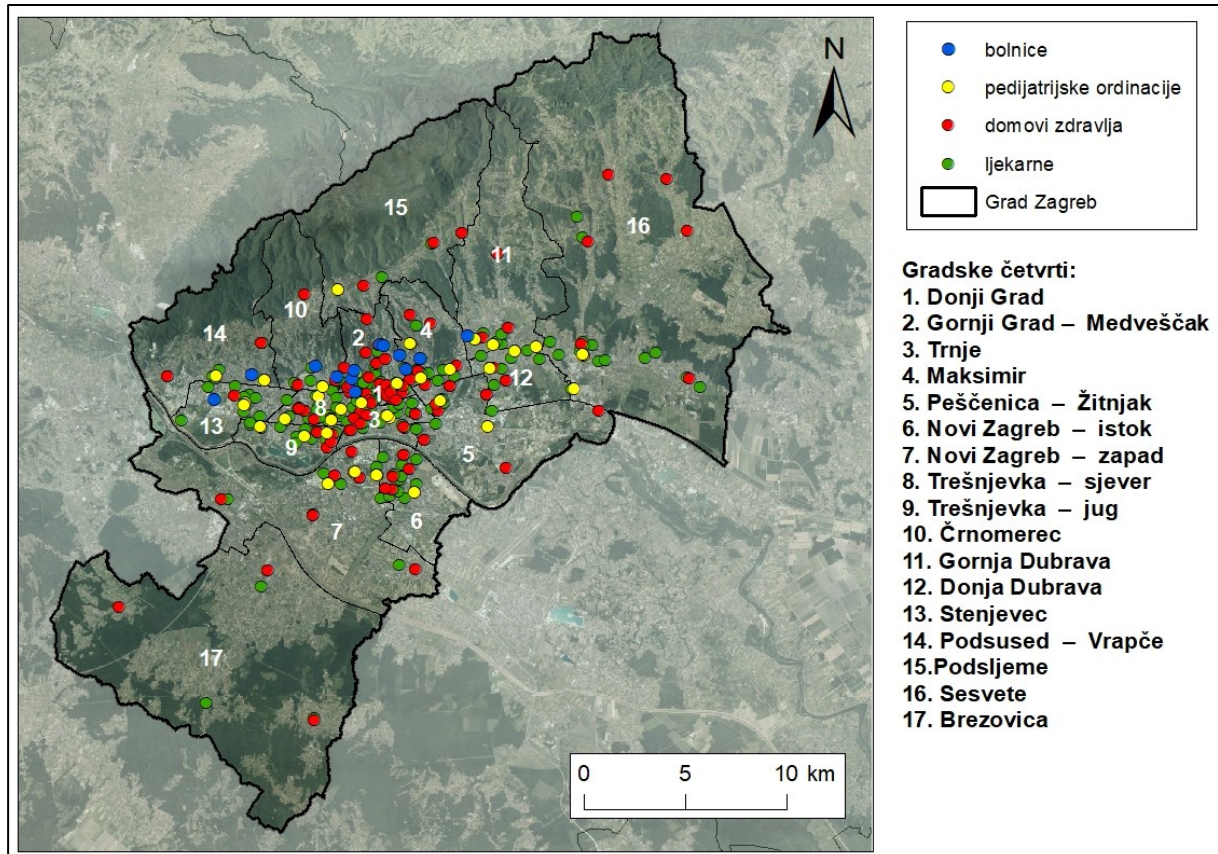 N
15
16
11
10
14
2
4
12
1
8
3
13
9
5
7
6
17
0 5 10 km
bolnice
pedijatrijske ordinacije
domovi zdravlja
ljekarne
Grad Zagreb
Gradske četvrti:
1. Donji Grad
2. Gornji Grad – Medveščak
3. Trnje
4. Maksimir
5. Peščenica – Žitnjak
6. Novi Zagreb – istok
7. Novi Zagreb – zapad
8. Trešnjevka – sjever
9. Trešnjevka – jug
10. Črnomerec
11. Gornja Dubrava
12. Donja Dubrava
13. Stenjevec
14. Podsused – Vrapče
15.Podsljeme
16. Sesvete
17. Brezovica